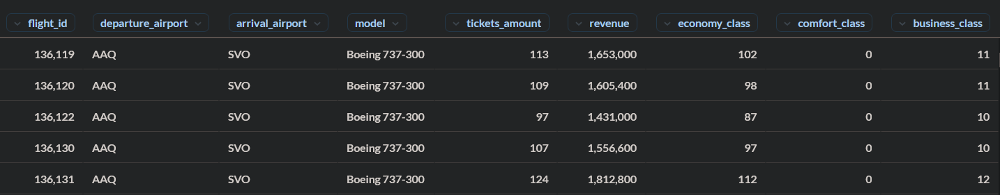 flight_id departure_airport arrival_airport model tickets_amount revenue economy_class comfort_class business_class
136,119 AAQ SVO Boeing 737-300 113 1,653,000 102 0 11
136,120 AAQ SVO Boeing 737-300 109 1,605,400 98 0 11
136,122 AAQ SVO Boeing 737-300 97 1,431,000 87 0 10
136,130 AAQ SVO Boeing 737-300 107 1,556,600 97 0 10
136,131 AAQ SVO Boeing 737-300 124 1,812,800 112 0 12